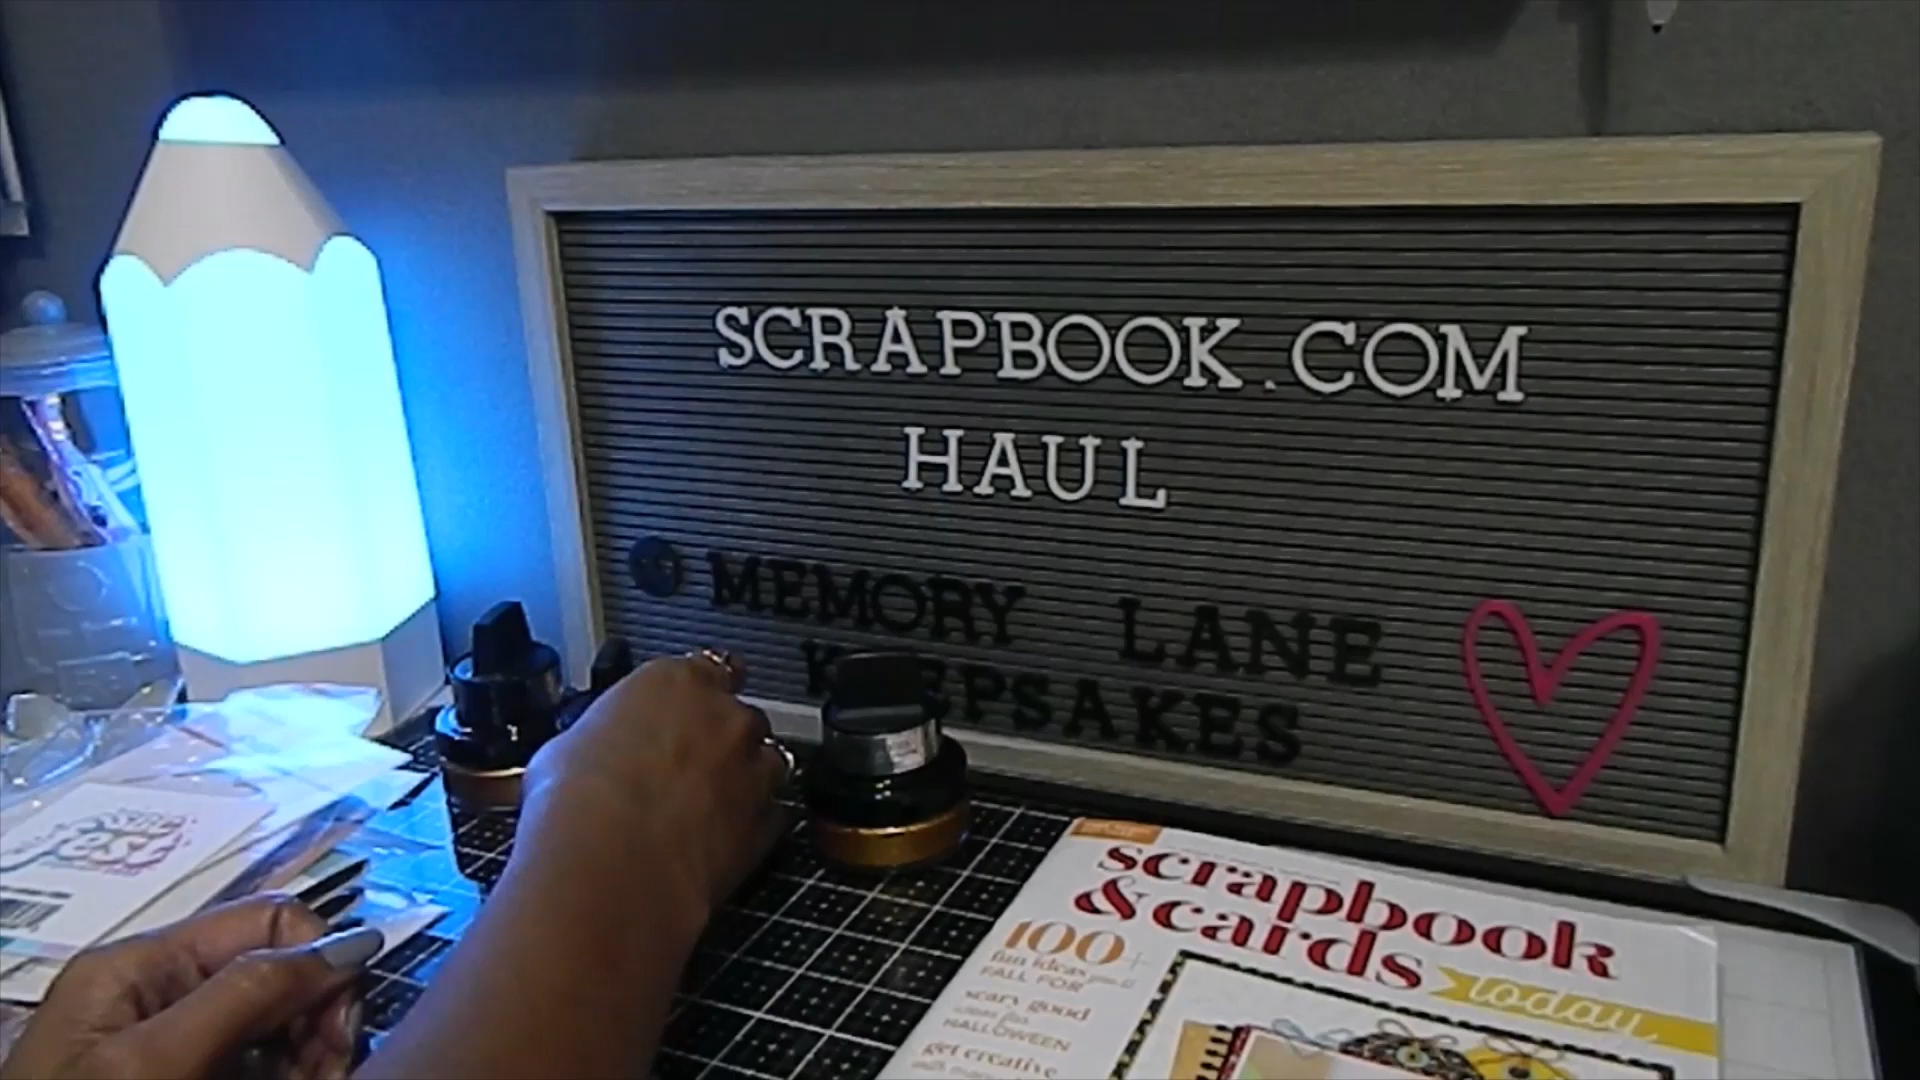 SCRAPBOOK.COM
HAUL
@ MEMORY LANE
KEEPSAKES
scrapbook
&cards
today
100+
fun ideas
FALL FOR
scary good
HALLOWEEN
get creative
fest